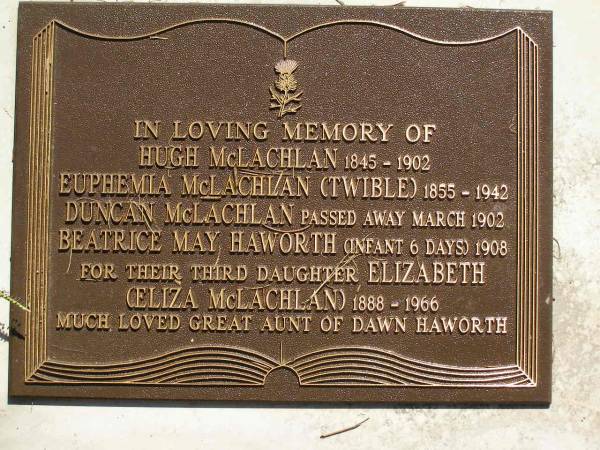 IN LOVING MEMORY OF
HUGH McLACHLAN 1845 - 1902
EUPHEMIA McLACHLAN (TWIBLE) 1855 - 1942
DUNCAN McLACHLAN PASSED AWAY MARCH 1902
BEATRICE MAY HAWORTH (INFANT 6 DAYS) 1908
FOR THEIR THIRD DAUGHTER ELIZABETH
(ELIZA McLACHLAN) 1888 - 1966
MUCH LOVED GREAT AUNT OF DAWN HAWORTH